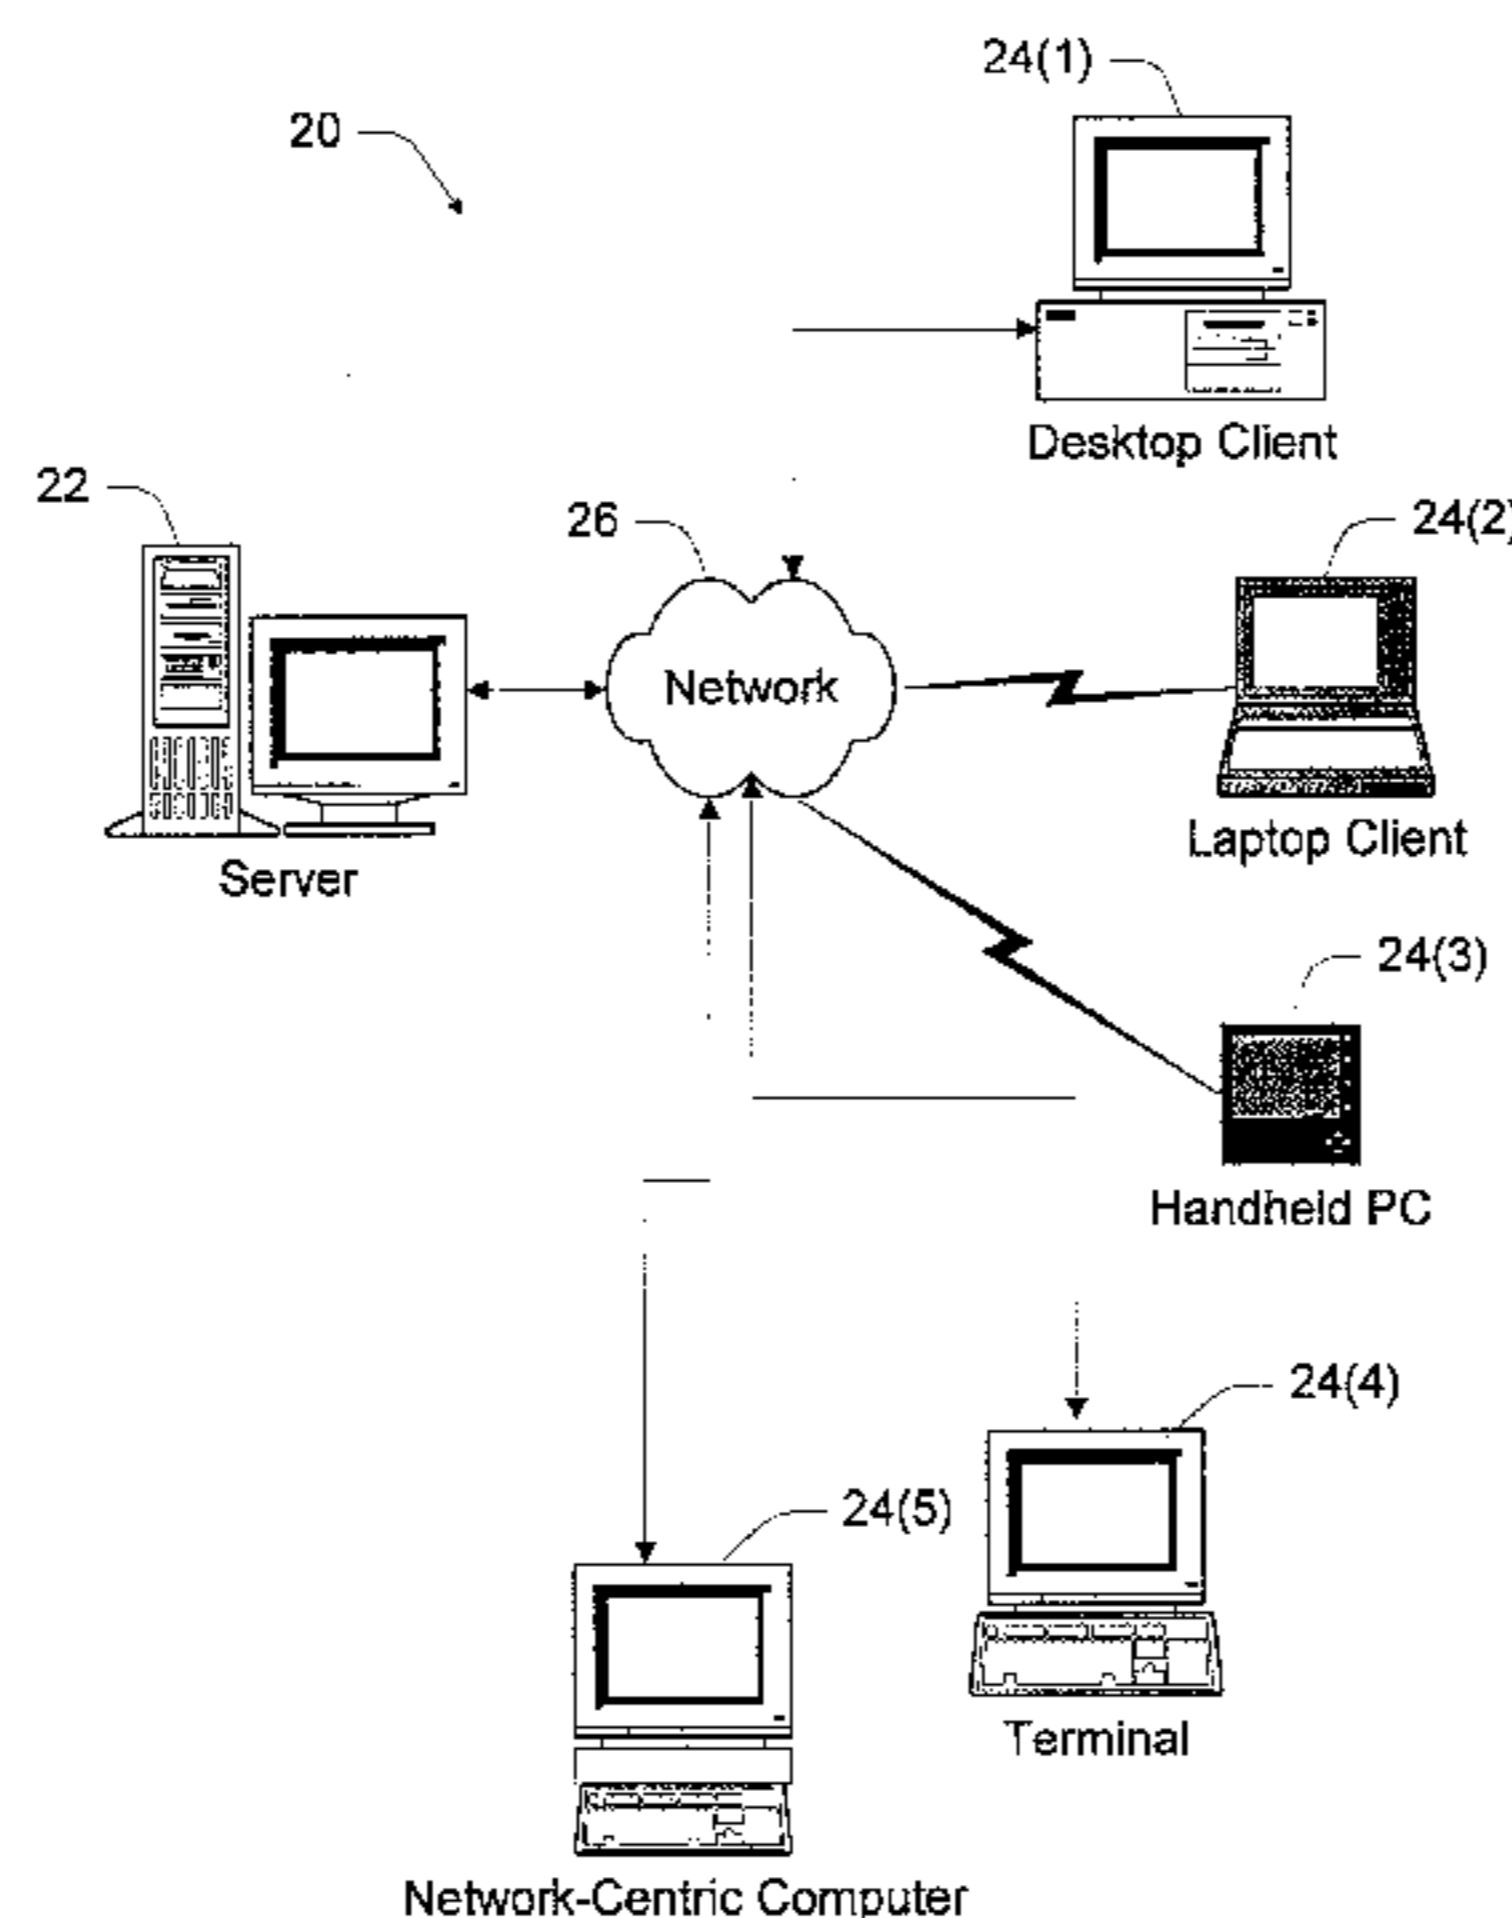 24(1)
20
Desktop Client
22
26
24(2)
Network
Laptop Client
Server
24(3)
Handheld PC
24(4)
24(5)
Terminal
Network-Centric Computer